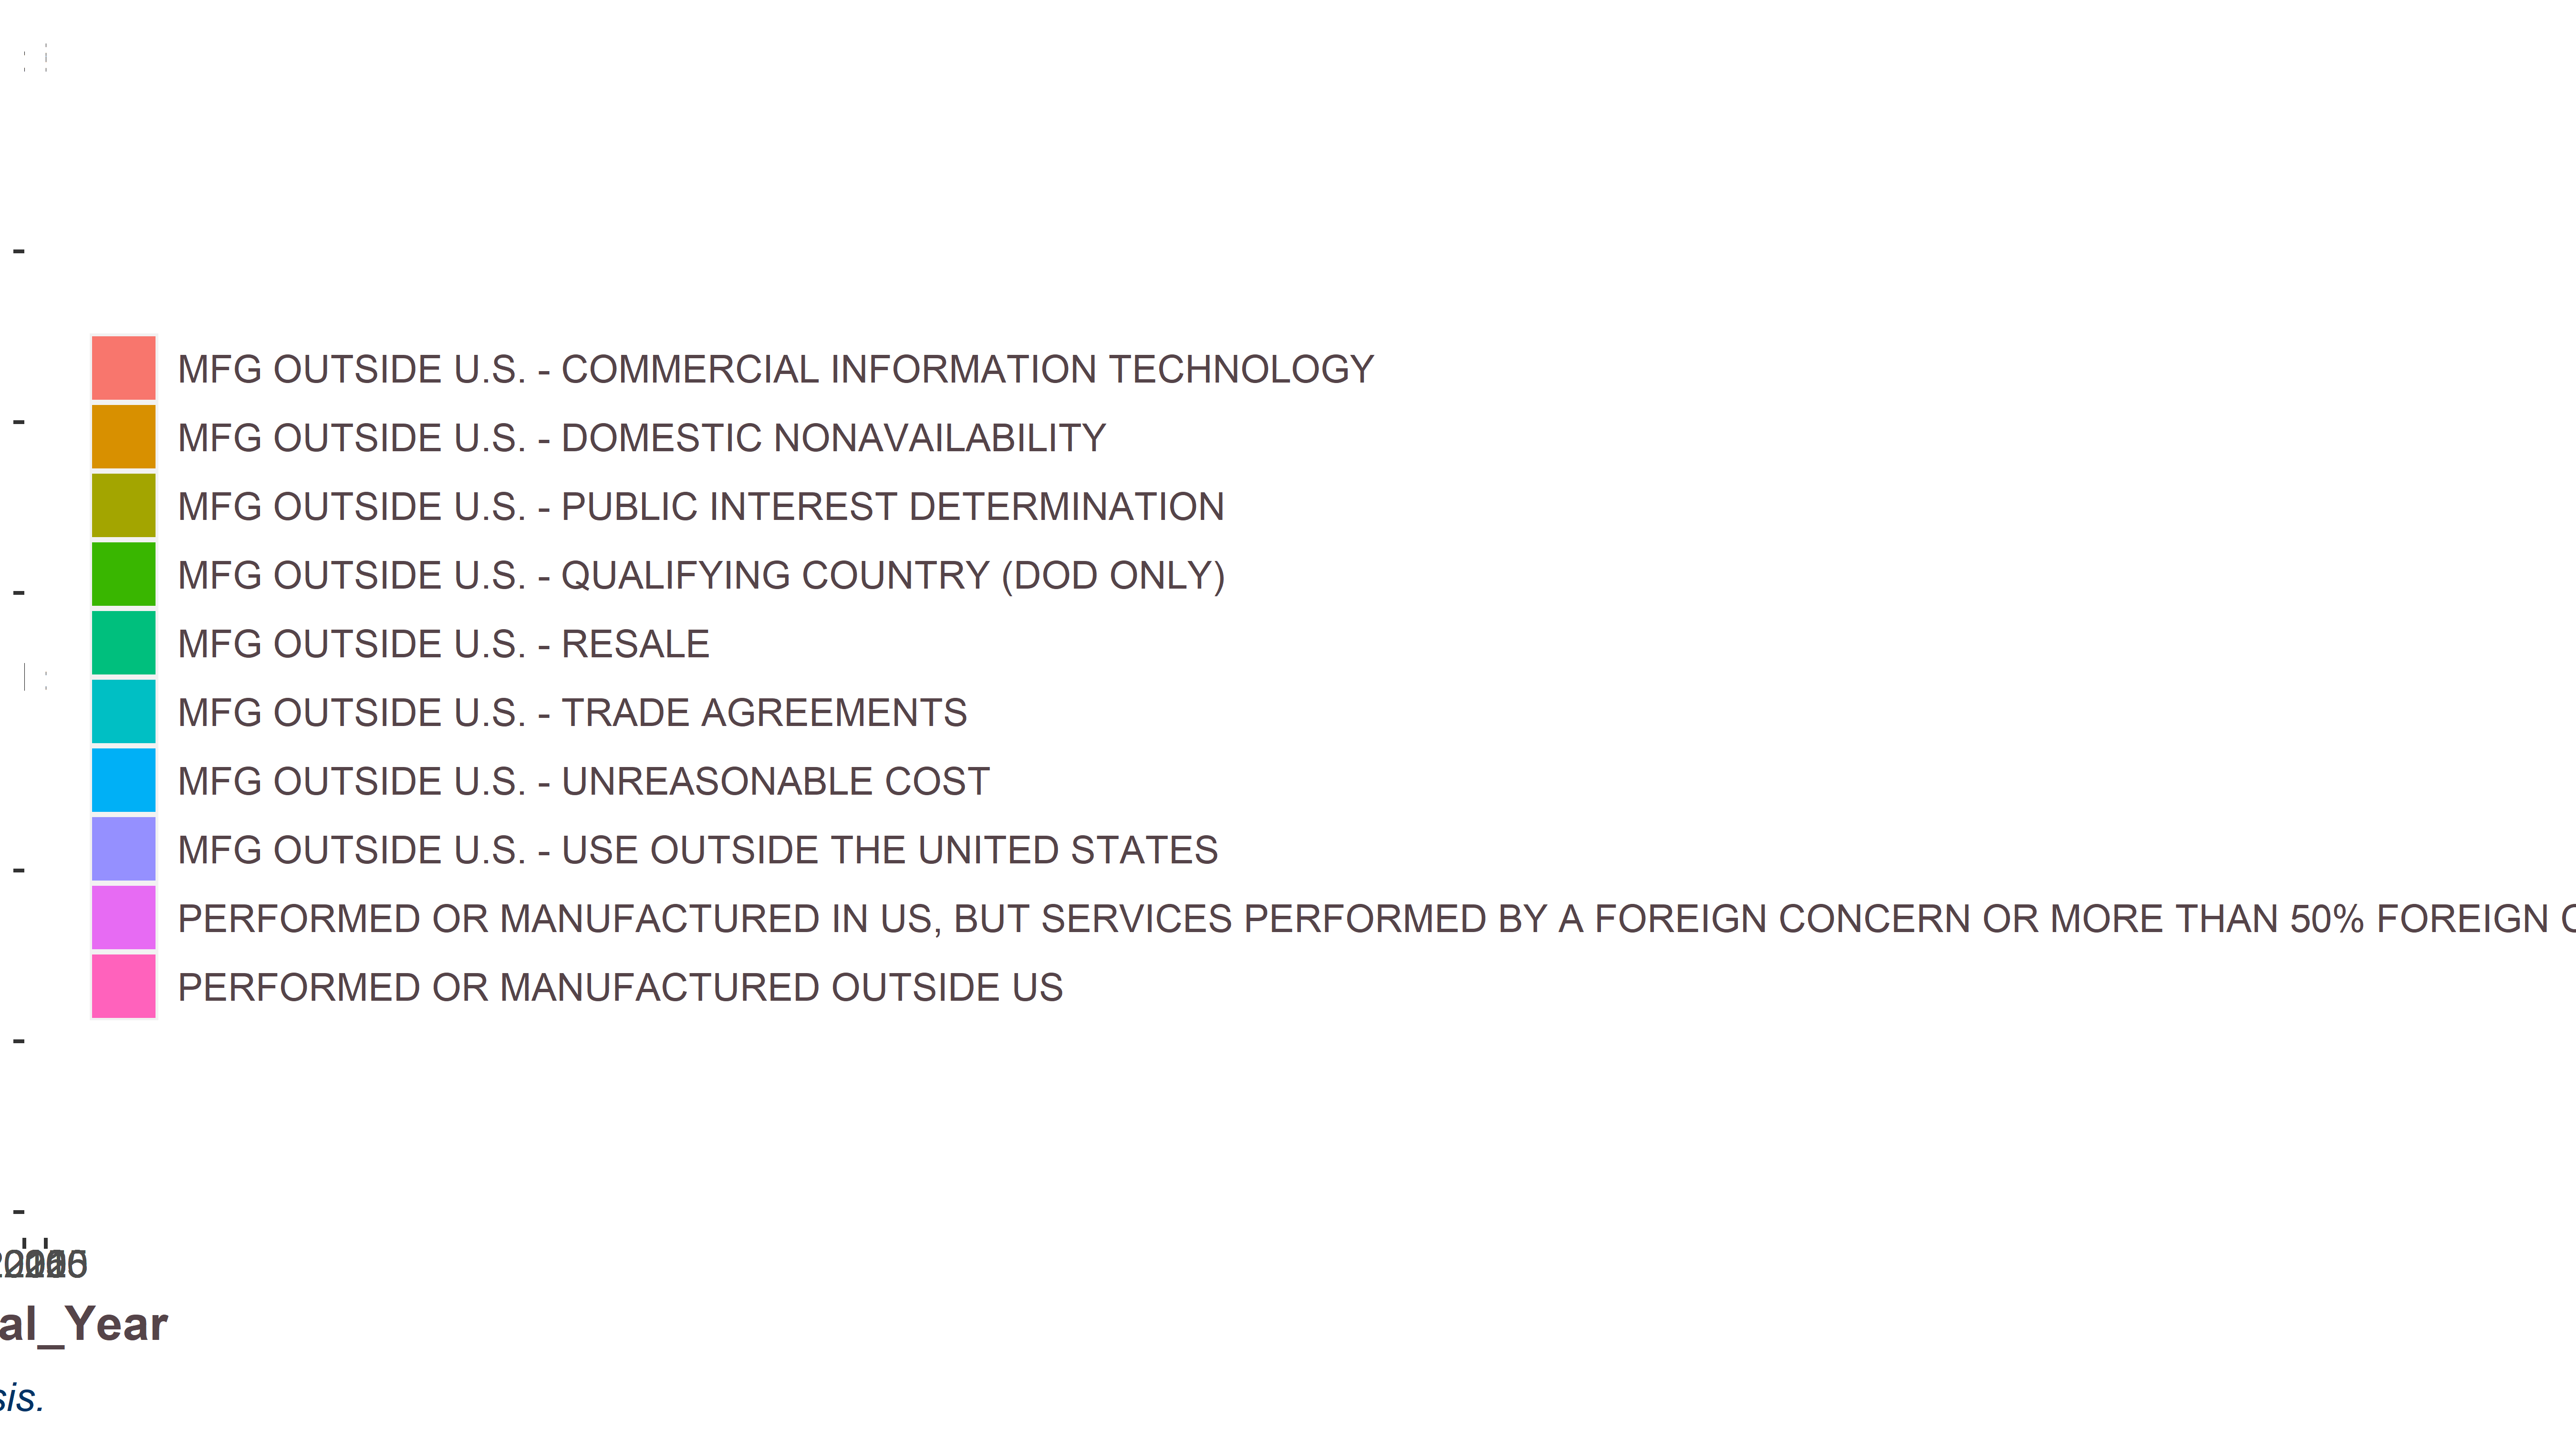 MFG OUTSIDE U.S. - COMMERCIAL INFORMATION TECHNOLOGY
MFG OUTSIDE U.S. - DOMESTIC NONAVAILABILITY
MFG OUTSIDE U.S. - PUBLIC INTEREST DETERMINATION
MFG OUTSIDE U.S. - QUALIFYING COUNTRY (DOD ONLY)
MFG OUTSIDE U.S. - RESALE
MFG OUTSIDE U.S. - TRADE AGREEMENTS
MFG OUTSIDE U.S. - UNREASONABLE COST
MFG OUTSIDE U.S. - USE OUTSIDE THE UNITED STATES
PERFORMED OR MANUFACTURED IN US, BUT SERVICES PERFORMED BY A FOREIGN CONCERN OR MORE THAN 50% FOREIGN
PERFORMED OR MANUFACTURED OUTSIDE US
al_Year
sis.